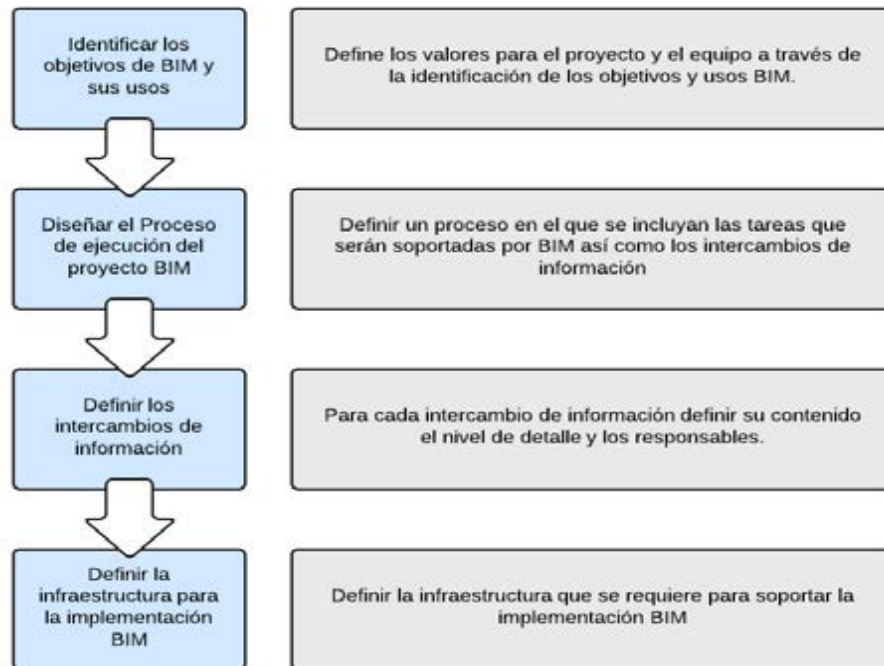 Identificar los
objetivos de BIM y
sus usos
Define los valores para el proyecto y el equipo a través de
la identificación de los objetivos y usos BIM.
Diseñar el Proceso
de ejecución del
proyecto BIM
Definir un proceso en el que se incluyan las tareas que
serán soportadas por BIM así como los intercambios de
información
Definir los
intercambios de
información
Para cada intercambio de información definir su contenido
el nivel de detalle y los responsables.
Definir la
infraestructura para
la implementación
BIM
Definir la infraestructura que se requiere para soportar la
implementación BIM